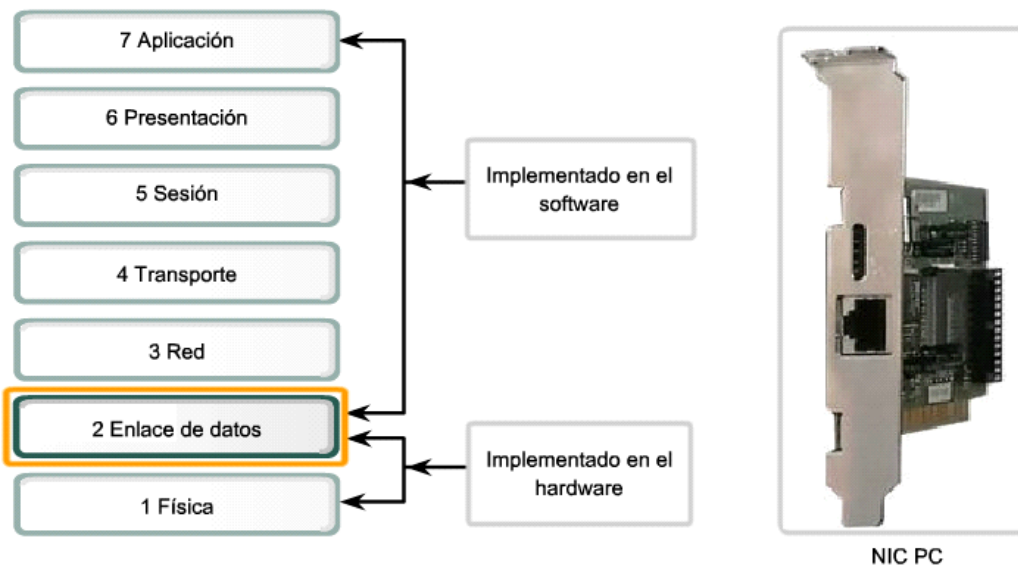 7 Aplicación
6 Presentación
5 Sesión
4 Transporte
3 Red
2 Enlace de datos
1 Física
Implementado en el
software
Implementado en el
hardware
NIC PC